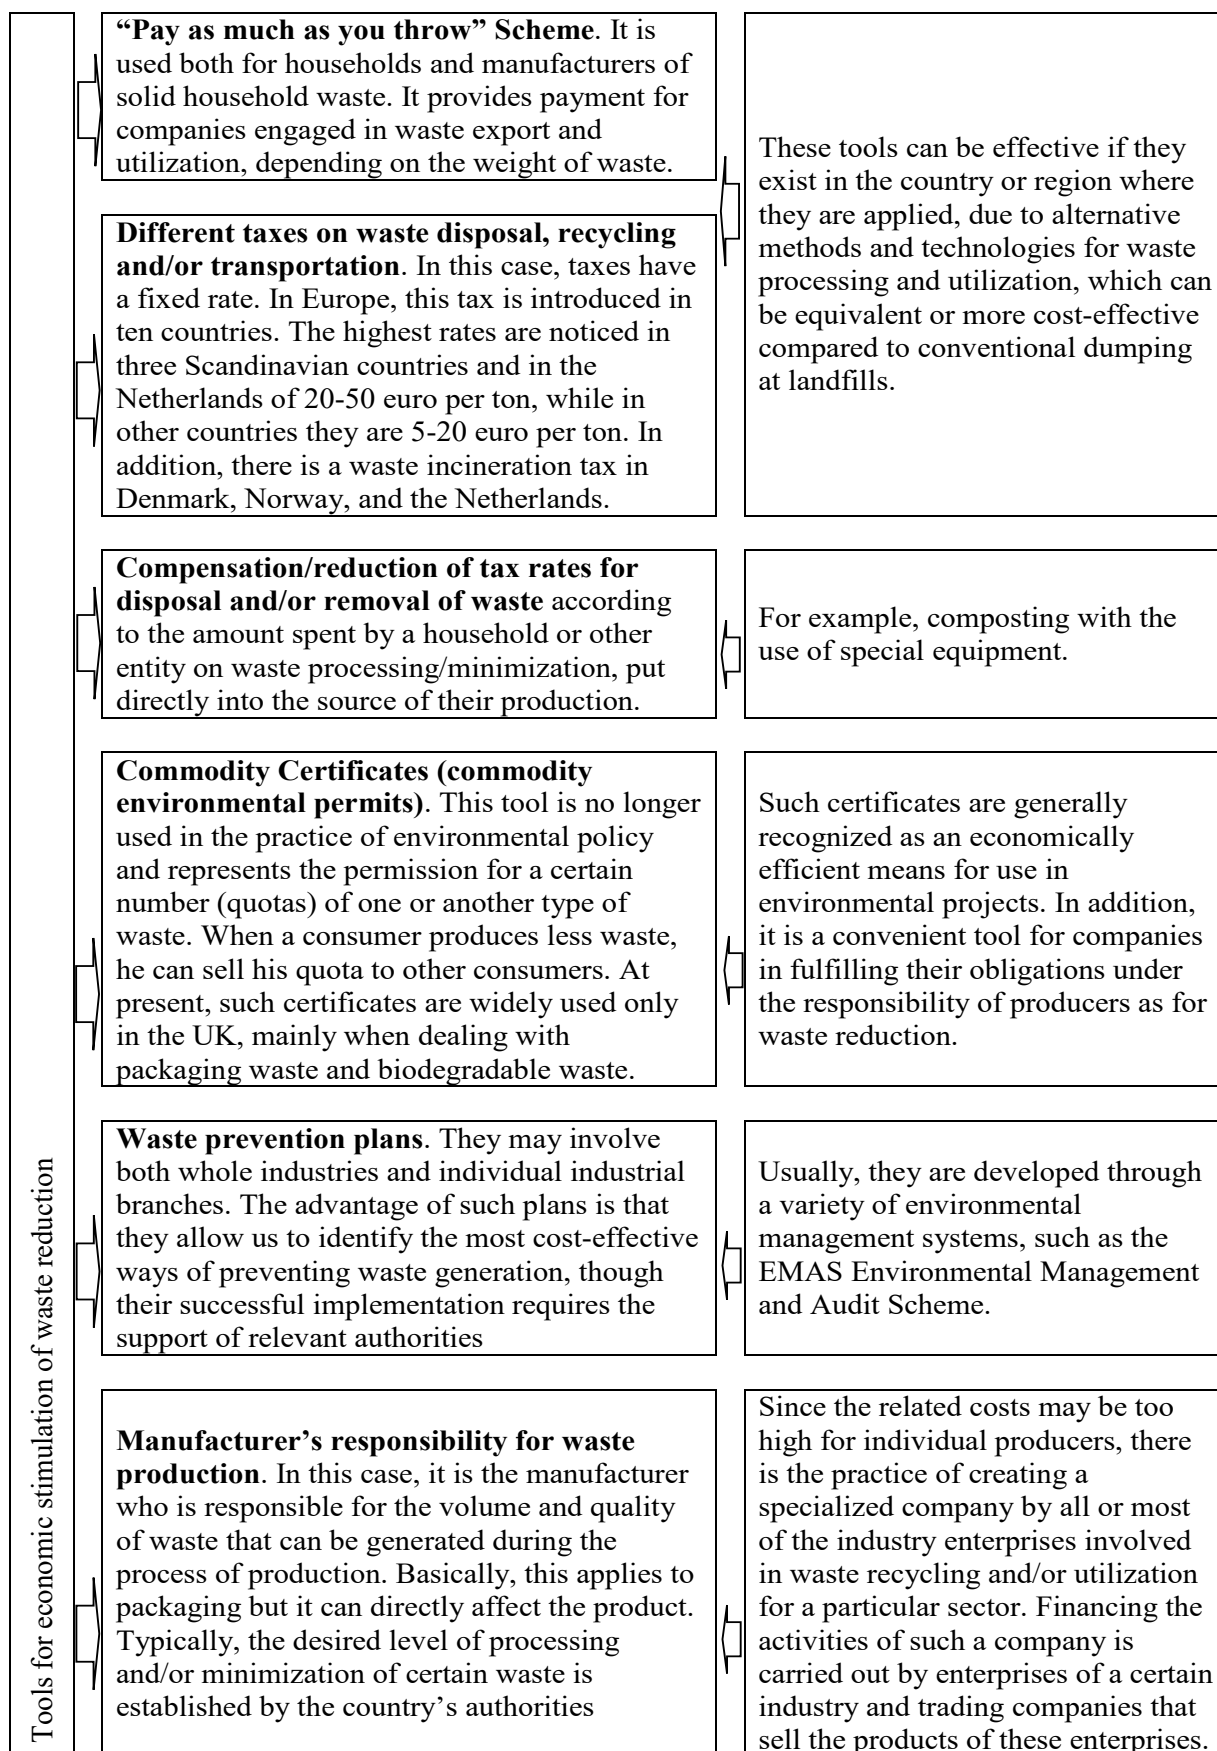 Tools for economic stimulation of waste reduction
“Pay as much as you throw” Scheme. It is
used both for households and manufacturers of
solid household waste. It provides payment for
companies engaged in waste export and
utilization, depending on the weight of waste.
Different taxes on waste disposal, recycling
and/or transportation. In this case, taxes have
a fixed rate. In Europe, this tax is introduced in
ten countries. The highest rates are noticed in
three Scandinavian countries and in the
Netherlands of 20-50 euro per ton, while in
other countries they are 5-20 euro per ton. In
addition, there is a waste incineration tax in
Denmark, Norway, and the Netherlands.
These tools can be effective if they
exist in the country or region where
they are applied, due to alternative
methods and technologies for waste
processing and utilization, which can
be equivalent or more cost-effective
compared to conventional dumping
at landfills.
Compensation/reduction of tax rates for
disposal and/or removal of waste according
to the amount spent by a household or other
entity on waste processing/minimization, put
directly into the source of their production.
For example, composting with the
use of special equipment.
Commodity Certificates (commodity
environmental permits). This tool is no longer
used in the practice of environmental policy
and represents the permission for a certain
number (quotas) of one or another type of
waste. When a consumer produces less waste,
he can sell his quota to other consumers. At
present, such certificates are widely used only
in the UK, mainly when dealing with
packaging waste and biodegradable waste.
Such certificates are generally
recognized as an economically
efficient means for use in
environmental projects. In addition,
it is a convenient tool for companies
in fulfilling their obligations under
the responsibility of producers as for
waste reduction.
Waste prevention plans. They may involve
both whole industries and individual industrial
branches. The advantage of such plans is that
they allow us to identify the most cost-effective
ways of preventing waste generation, though
their successful implementation requires the
support of relevant authorities
Usually, they are developed through
a variety of environmental
management systems, such as the
EMAS Environmental Management
and Audit Scheme.
Manufacturer’s responsibility for waste
production. In this case, it is the manufacturer
who is responsible for the volume and quality
of waste that can be generated during the
process of production. Basically, this applies to
packaging but it can directly affect the product.
Typically, the desired level of processing
and/or minimization of certain waste is
established by the country’s authorities
Since the related costs may be too
high for individual producers, there
is the practice of creating a
specialized company by all or most
of the industry enterprises involved
in waste recycling and/or utilization
for a particular sector. Financing the
activities of such a company is
carried out by enterprises of a certain
industry and trading companies that
sell the products of these enterprises.